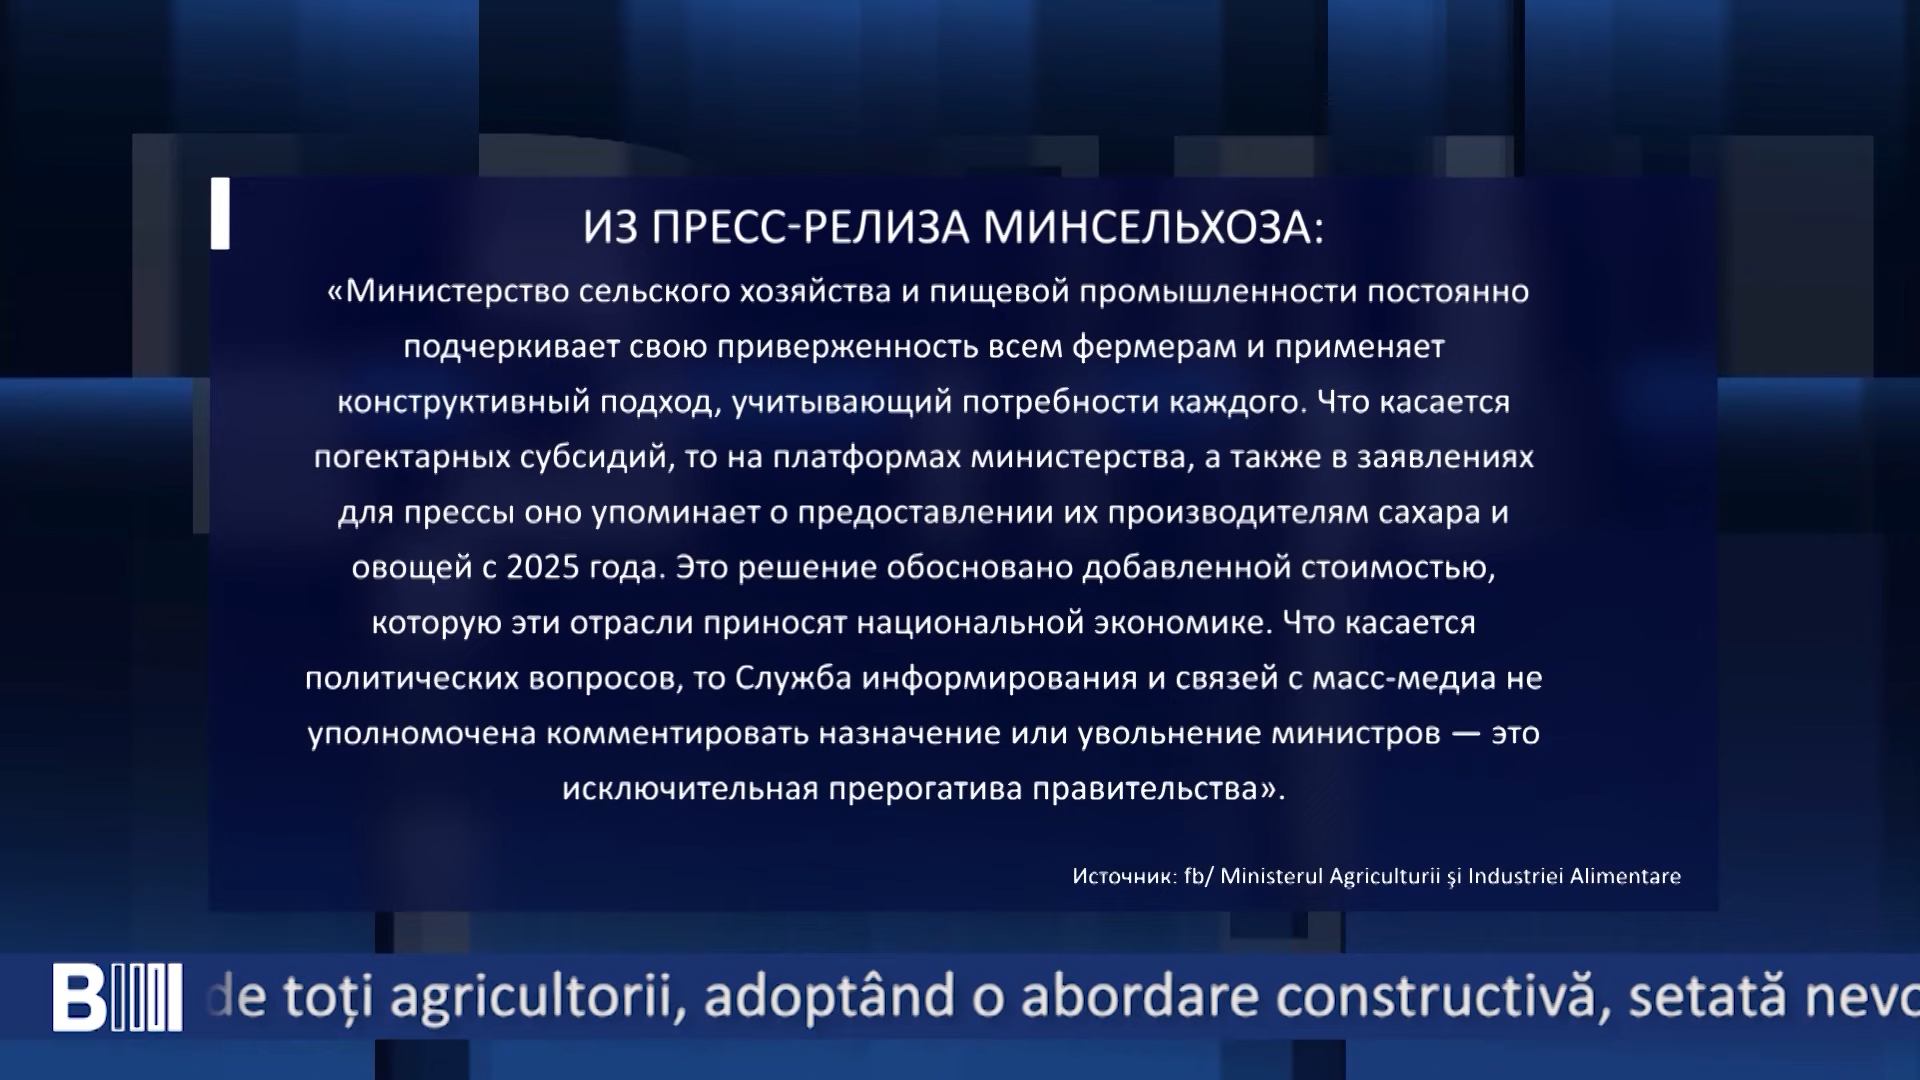 ИЗ ПРЕСС-РЕЛИЗА МИНСЕЛЬХОЗА:
«Министерство сельского хозяйства и пищевой промышленности постоянно
подчеркивает свою приверженность всем фермерам и применяет
конструктивный подход, учитывающий потребности каждого. Что касается
погектарных субсидий, то на платформах министерства, а также в заявлениях
для прессы оно упоминает о предоставлении их производителям сахара и
овощей с 2025 года. Это решение обосновано добавленной стоимостью,
которую эти отрасли приносят национальной экономике. Что касается
политических вопросов, то Служба информирования и связей с масс-медиа не
уполномочена комментировать назначение или увольнение министров — это
исключительная прерогатива правительства».
Источник: fb/ Ministerul Agriculturii şi Industriei Alimentare
de toți agricultorii, adoptând o abordare constructivă, setată